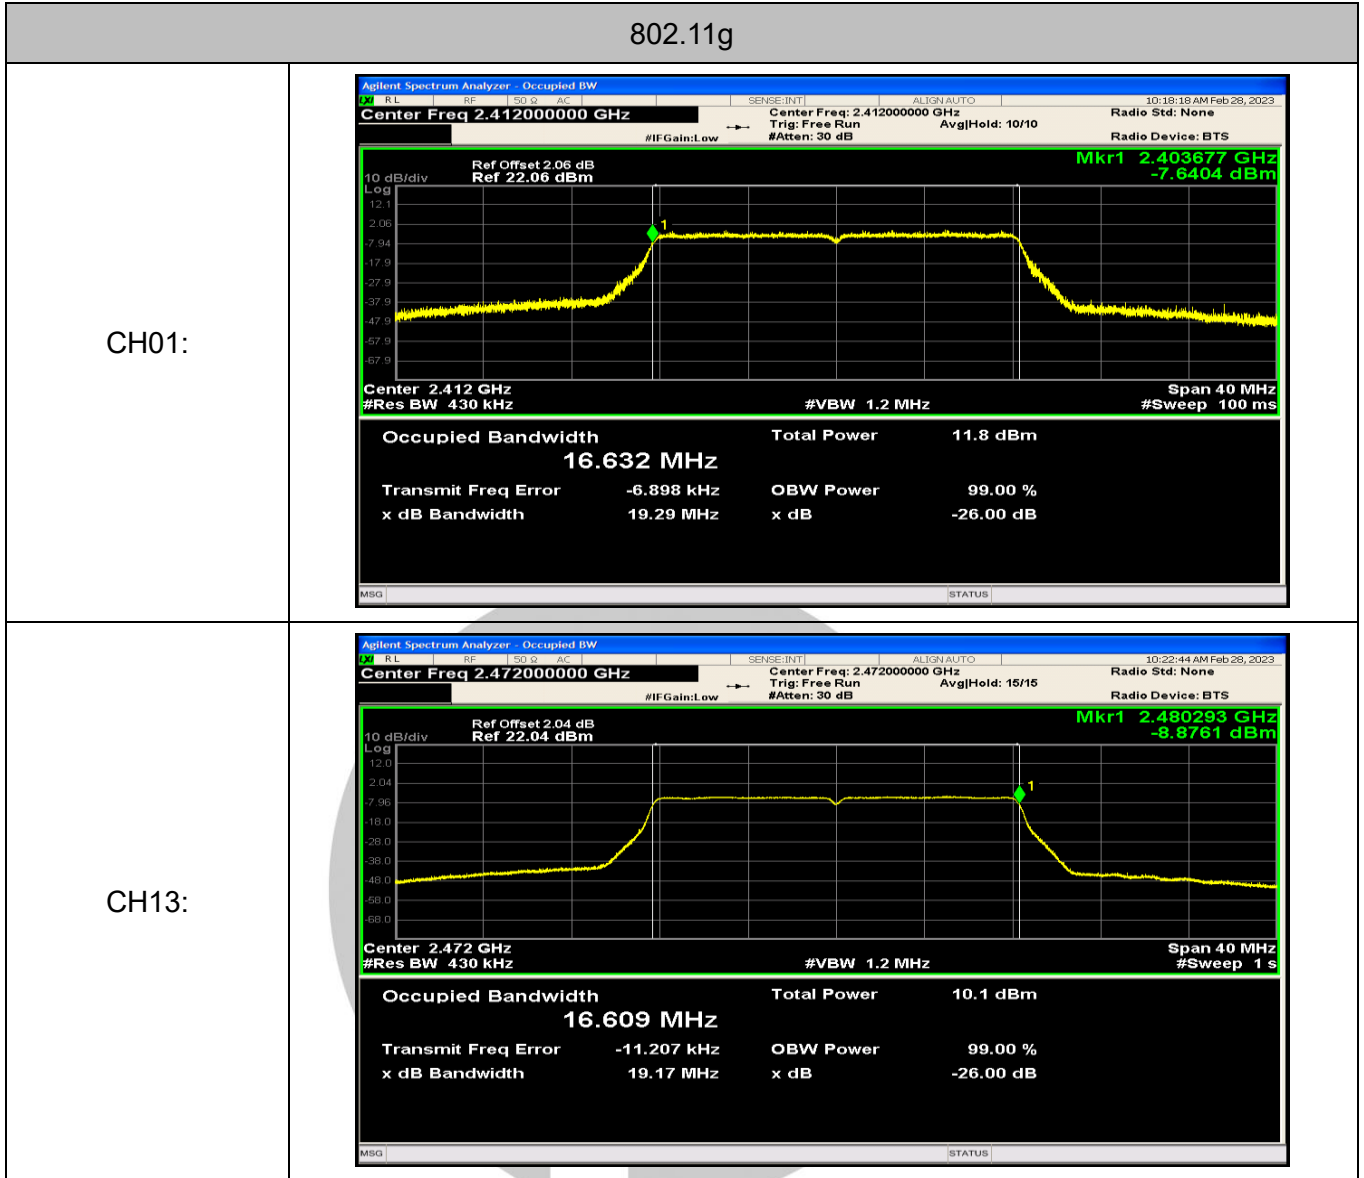 802.11g
CH01:
Agilent Spectrum Analyzer - Occupied BW
LXI RL RF 50 Ω AC SENSE:INT ALIGN AUTO 10:18:18 AM Feb 28, 2023
Center Freq 2.412000000 GHz Center Freq: 2.412000000 GHz Radio Std: None
Trig: Free Run Avg|Hold: 10/10
#IFGain:Low #Atten: 30 dB Radio Device: BTS
Mkr1 2.403677 GHz
-7.6404 dBm
Ref Offset 2.06 dB
10 dB/div Ref 22.06 dBm
Log
12.1
2.06
-7.94
-17.9
-27.9
-37.9
-47.9
-57.9
-67.9
1
Center 2.412 GHz Span 40 MHz
#Res BW 430 kHz #VBW 1.2 MHz #Sweep 100 ms
Occupied Bandwidth Total Power 11.8 dBm
16.632 MHz
Transmit Freq Error -6.898 kHz OBW Power 99.00 %
x dB Bandwidth 19.29 MHz x dB -26.00 dB
MSG STATUS
CH13:
Agilent Spectrum Analyzer - Occupied BW
LXI RL RF 50 Ω AC SENSE:INT ALIGN AUTO 10:22:44 AM Feb 28, 2023
Center Freq 2.472000000 GHz Center Freq: 2.472000000 GHz Radio Std: None
Trig: Free Run Avg|Hold: 15/15
#IFGain:Low #Atten: 30 dB Radio Device: BTS
Mkr1 2.480293 GHz
-8.8761 dBm
Ref Offset 2.04 dB
10 dB/div Ref 22.04 dBm
Log
12.0
2.04
-7.96
-18.0
-28.0
-38.0
-48.0
-58.0
-68.0
1
Center 2.472 GHz Span 40 MHz
#Res BW 430 kHz #VBW 1.2 MHz #Sweep 1 s
Occupied Bandwidth Total Power 10.1 dBm
16.609 MHz
Transmit Freq Error -11.207 kHz OBW Power 99.00 %
x dB Bandwidth 19.17 MHz x dB -26.00 dB
MSG STATUS